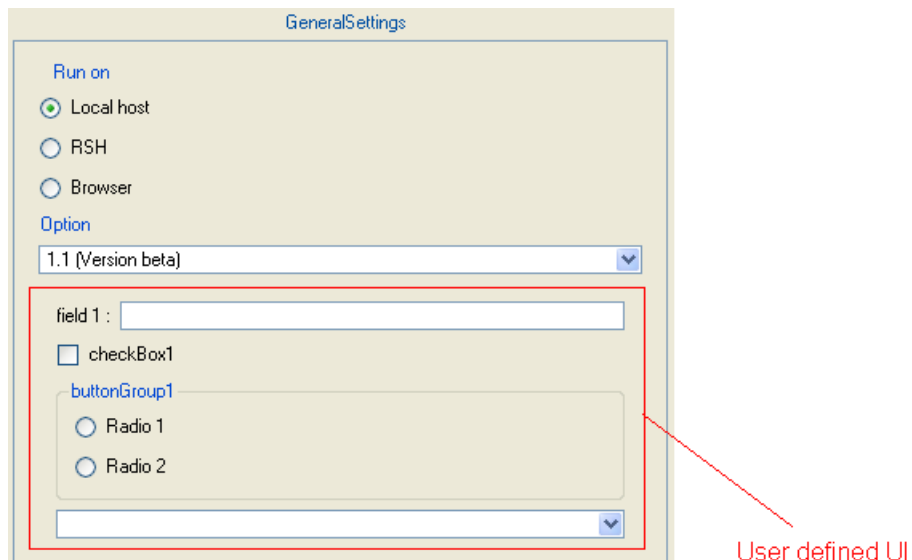 GeneralSettings
Run on
Local host
RSH
Browser
Option
1.1 (Version beta)
field 1 :
checkBox1
buttonGroup1
Radio 1
Radio 2
User defined UI